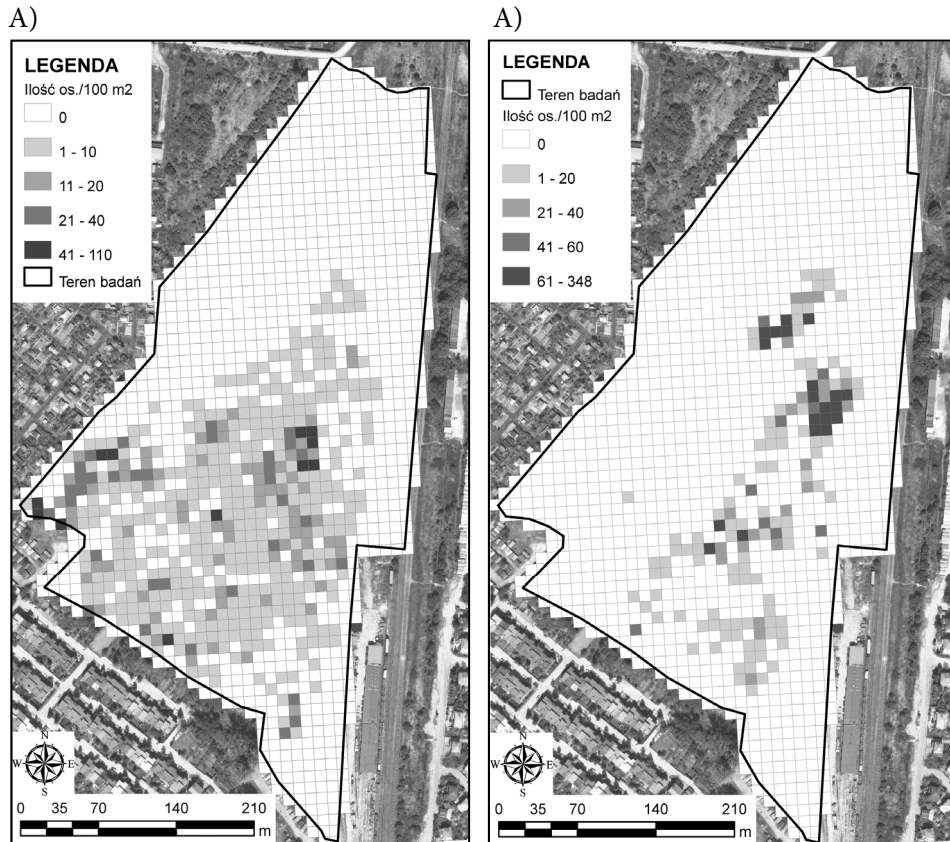 A)
LEGENDA
Ilość os./100 m2
0
1 - 10
11 - 20
21 - 40
41 - 110
Teren badań
N
W E
S
0 35 70 140 210
m
A)
LEGENDA
Teren badań
Ilość os./100 m2
0
1 - 20
21 - 40
41 - 60
61 - 348
N
W E
S
0 35 70 140 210
m